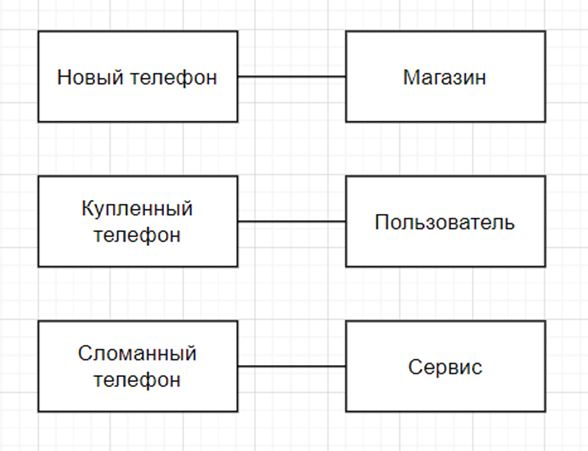 Новый телефон
Магазин
Купленный
телефон
Пользователь
Сломанный
телефон
Сервис